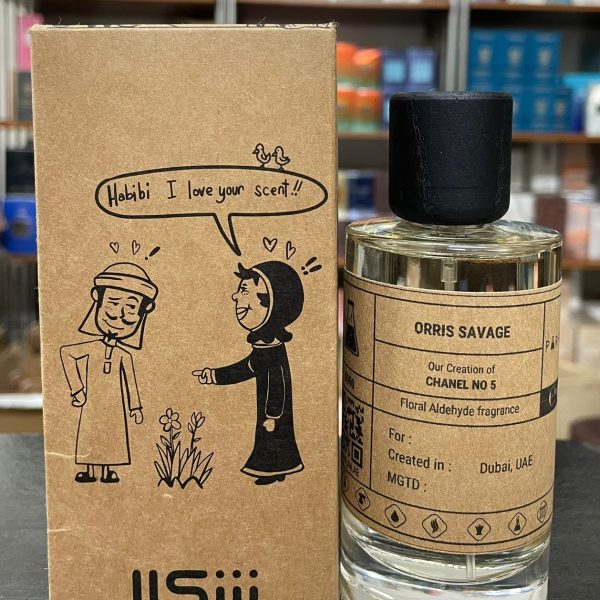 Habibi I love your scent!!
ORRIS SAVAGE
Our Creation of
CHANEL NO 5
Floral Aldehyde fragrance
For :
Created in : Dubai, UAE
MGTD :